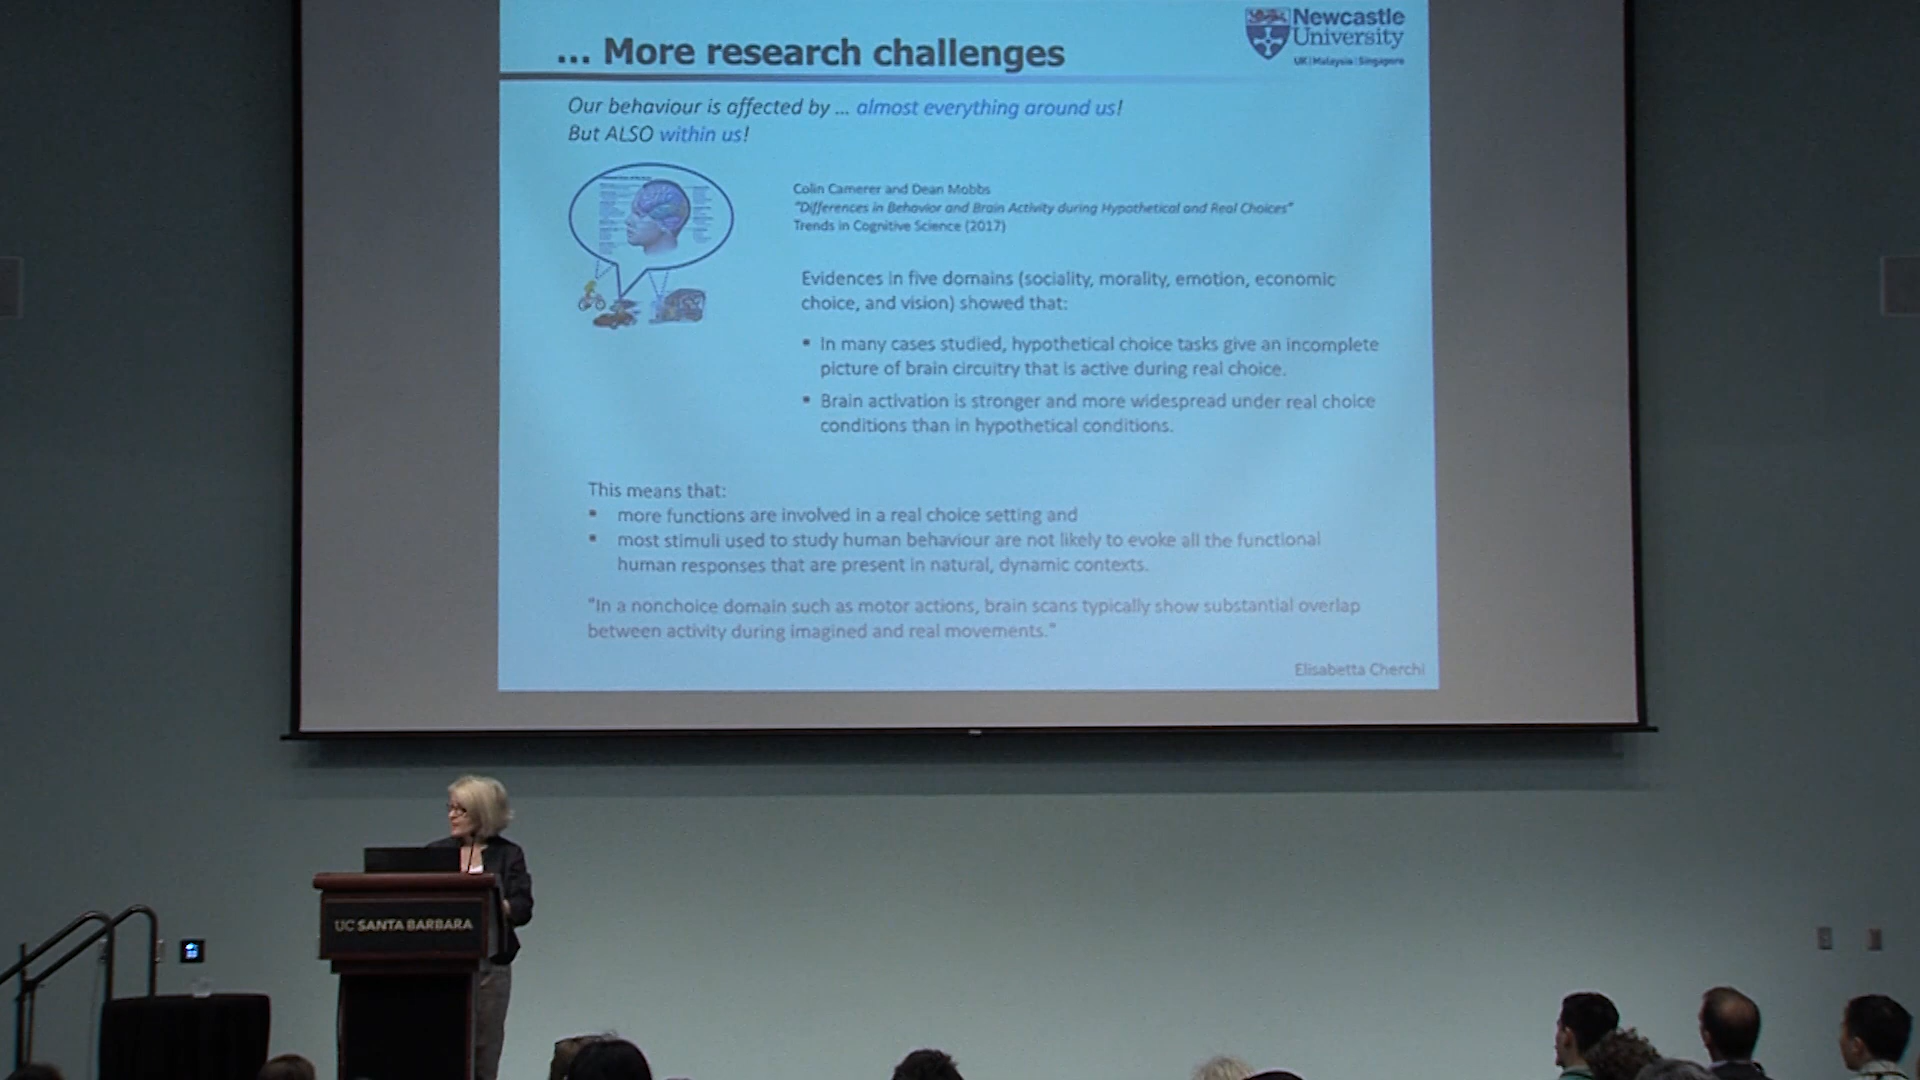 ... More research challenges
Newcastle
University
UK|Malaysia|Singapore
Our behaviour is affected by ... almost everything around us!
But ALSO within us!
Colin Camerer and Dean Mobbs
"Differences in Behavior and Brain Activity during Hypothetical and Real Choices"
Trends in Cognitive Science (2017)
Evidences in five domains (sociality, morality, emotion, economic
choice, and vision) showed that:
▪ In many cases studied, hypothetical choice tasks give an incomplete
picture of brain circuitry that is active during real choice.
▪ Brain activation is stronger and more widespread under real choice
conditions than in hypothetical conditions.
This means that:
▪ more functions are involved in a real choice setting and
▪ most stimuli used to study human behaviour are not likely to evoke all the functional
human responses that are present in natural, dynamic contexts.
"In a nonchoice domain such as motor actions, brain scans typically show substantial overlap
between activity during imagined and real movements."
Elisabetta Cherchi
UC SANTA BARBARA